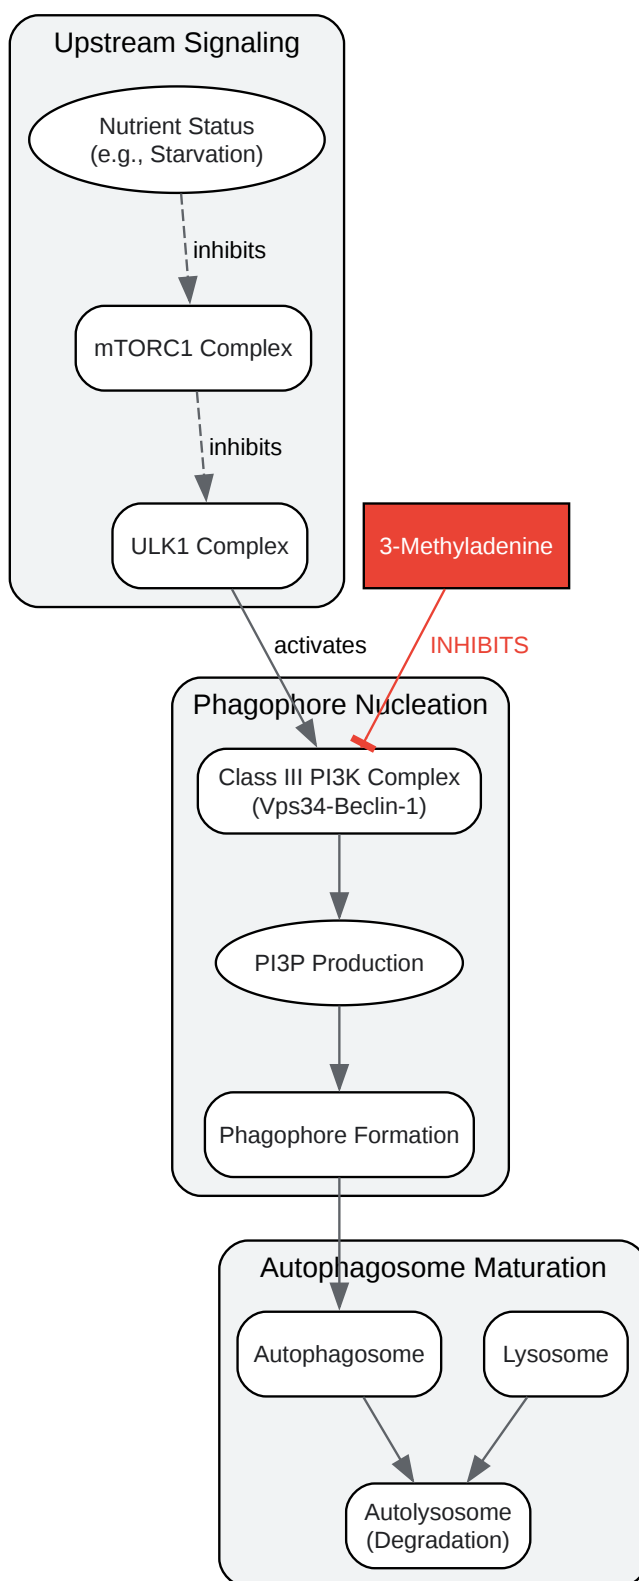 Upstream Signaling
Nutrient Status
(e.g., Starvation)
inhibits
mTORC1 Complex
inhibits
ULK1 Complex
3-Methyladenine
activates
INHIBITS
Phagophore Nucleation
Class III PI3K Complex
(Vps34-Beclin-1)
PI3P Production
Phagophore Formation
Autophagosome Maturation
Autophagosome
Lysosome
Autolysosome
(Degradation)